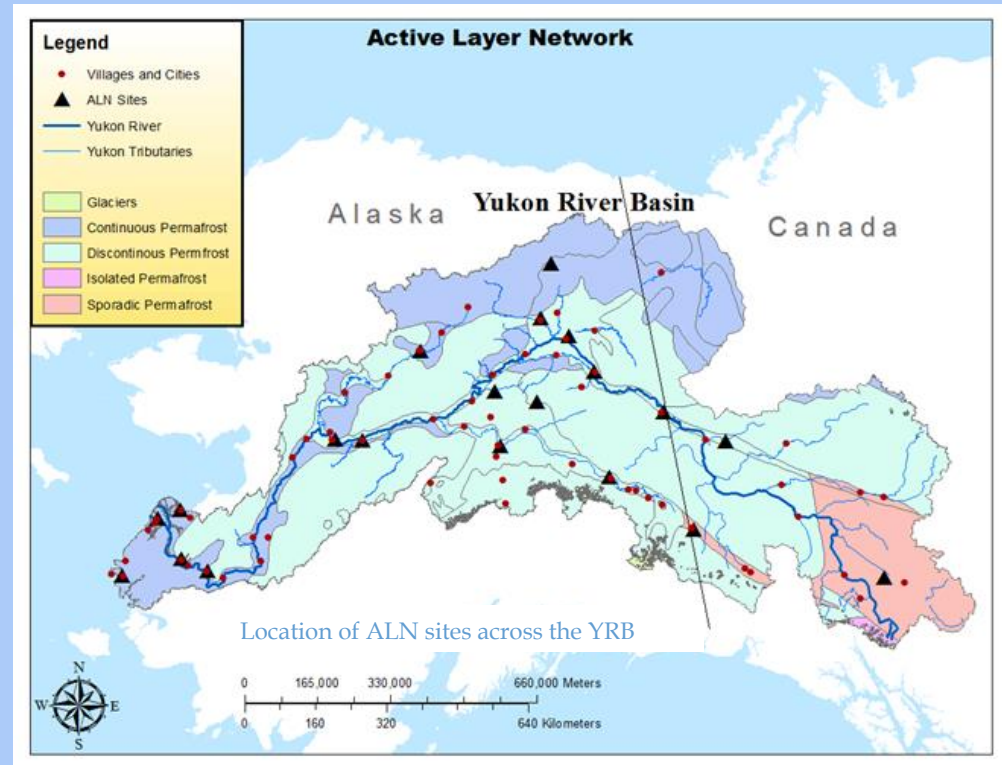 Active Layer Network
Legend
Villages and Cities
ALN Sites
Yukon River
Yukon Tributaries
Glaciers
Continuous Permafrost
Discontinous Permfrost
Isolated Permafrost
Sporadic Permafrost
Alaska
Yukon River Basin
Canada
Location of ALN sites across the YRB
N
W E
S
0 165,000 330,000 660,000 Meters
0 160 320 640 Kilometers